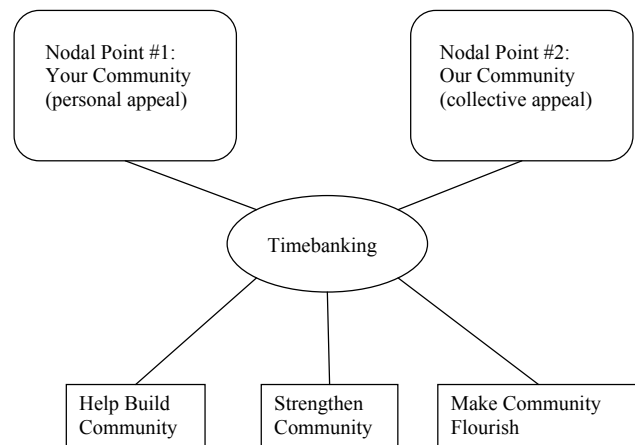 Nodal Point #1:
Your Community
(personal appeal)
Nodal Point #2:
Our Community
(collective appeal)
Timebanking
Help Build
Community
Strengthen
Community
Make Community
Flourish